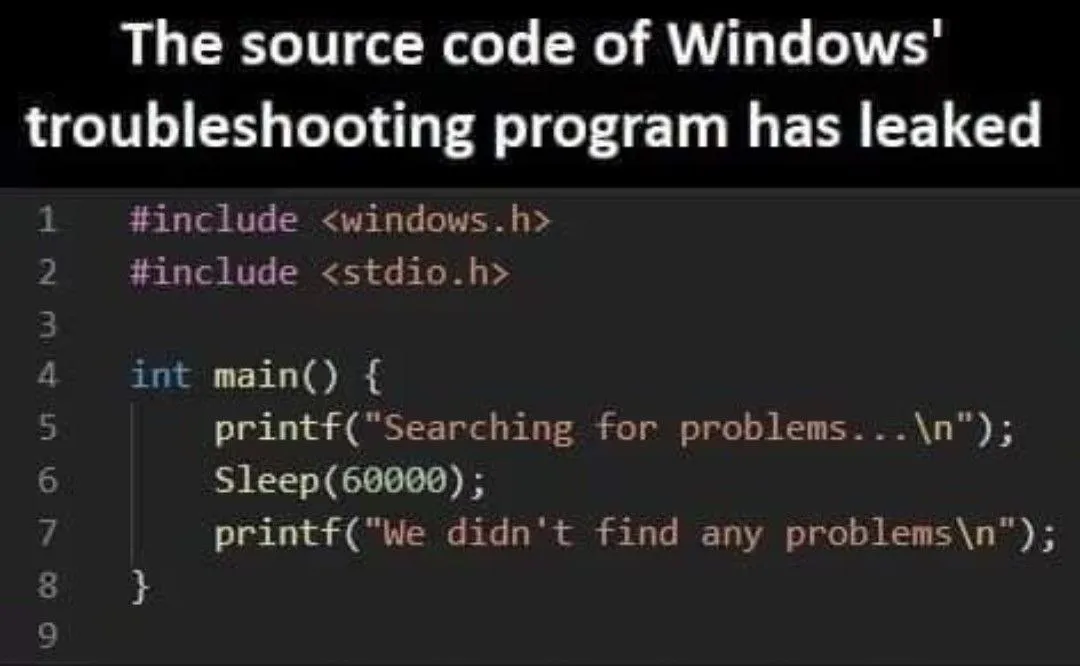 The source code of Windows'
troubleshooting program has leaked
1 #include <windows.h>
2 #include <stdio.h>
3
4 int main() {
5     printf("Searching for problems...\n");
6     Sleep(60000);
7     printf("We didn't find any problems\n");
8 }
9